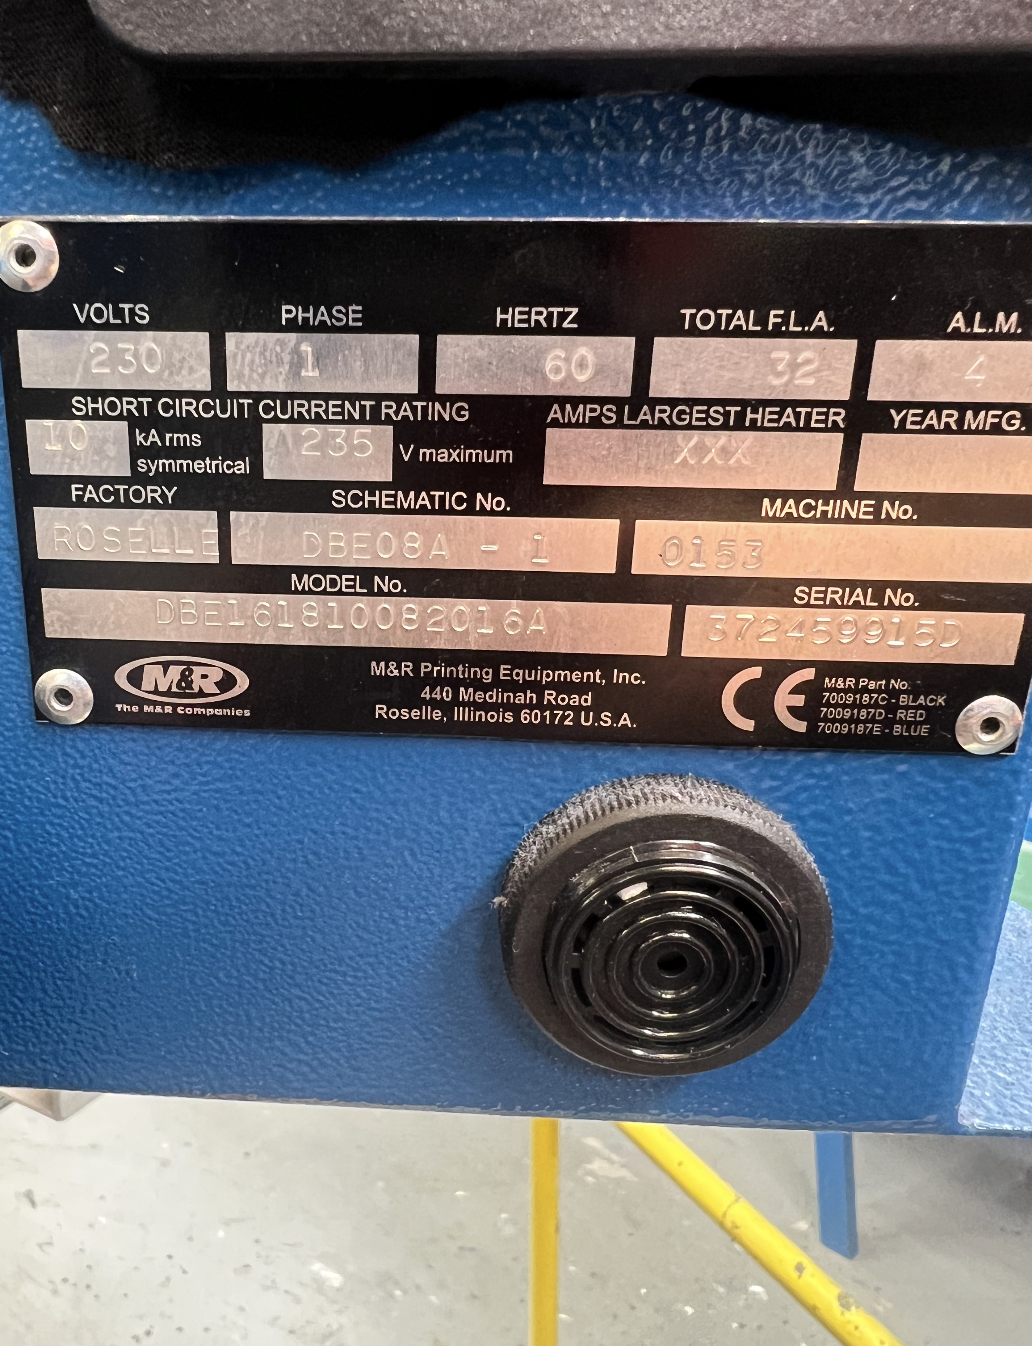 VOLTS PHASE HERTZ TOTAL F.L.A. A.L.M.
230 1 60 32 4
SHORT CIRCUIT CURRENT RATING AMPS LARGEST HEATER YEAR MFG.
10 kA rms symmetrical 235 V maximum XXX
FACTORY SCHEMATIC No. MACHINE No.
ROSELLE DBE08A - 1 0153
MODEL No. SERIAL No.
DBE161810082016A 372459915D
M&R
The M&R Companies
M&R Printing Equipment, Inc.
440 Medinah Road
Roselle, Illinois 60172 U.S.A.
CE
M&R Part No.
7009187C - BLACK
7009187D - RED
7009187E - BLUE